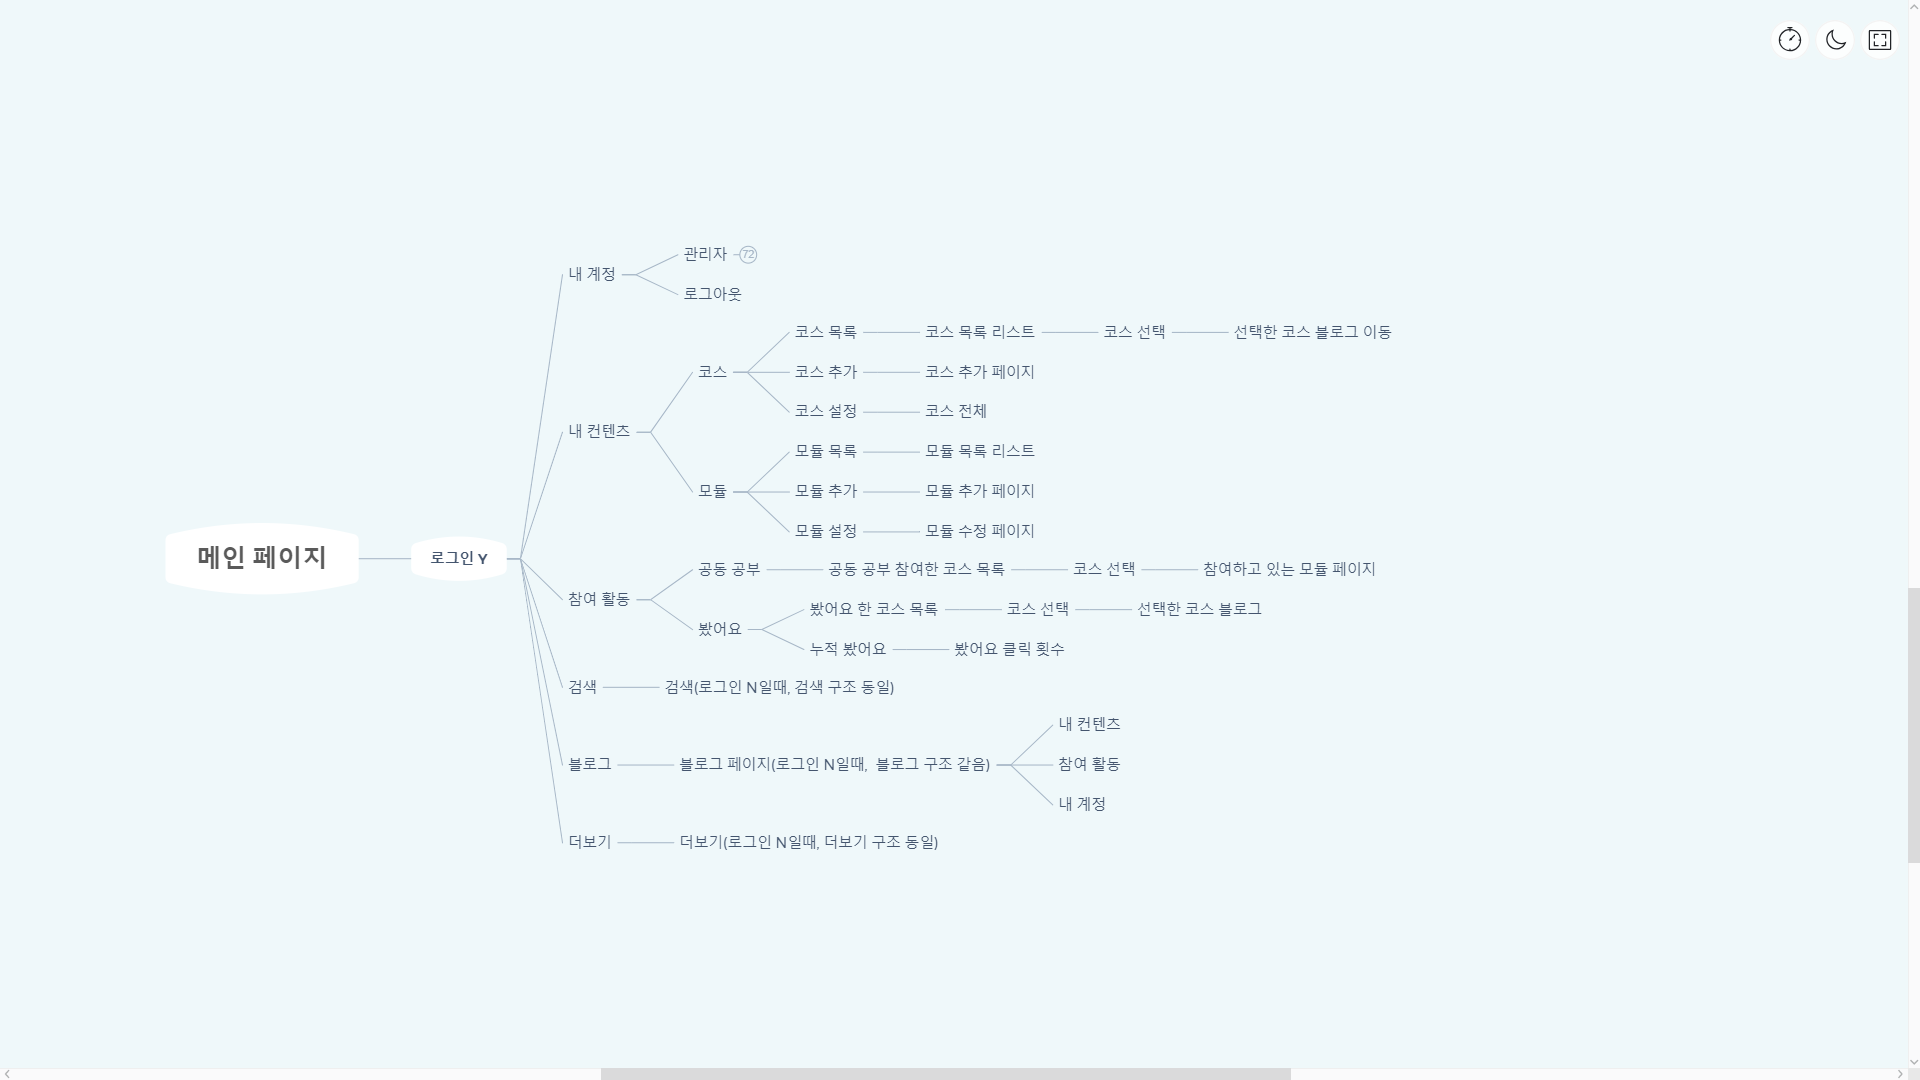 메인 페이지
로그인 Y
내 계정
관리자
72
로그아웃
내 컨텐츠
코스
코스 목록
코스 목록 리스트
코스 선택
선택한 코스 블로그 이동
코스 추가
코스 추가 페이지
코스 설정
코스 전체
모듈
모듈 목록
모듈 목록 리스트
모듈 추가
모듈 추가 페이지
모듈 설정
모듈 수정 페이지
참여 활동
공동 공부
공동 공부 참여한 코스 목록
코스 선택
참여하고 있는 모듈 페이지
봤어요
봤어요 한 코스 목록
코스 선택
선택한 코스 블로그
누적 봤어요
봤어요 클릭 횟수
검색
검색(로그인 N일때, 검색 구조 동일)
블로그
블로그 페이지(로그인 N일때,  블로그 구조 같음)
내 컨텐츠
참여 활동
내 계정
더보기
더보기(로그인 N일때, 더보기 구조 동일)